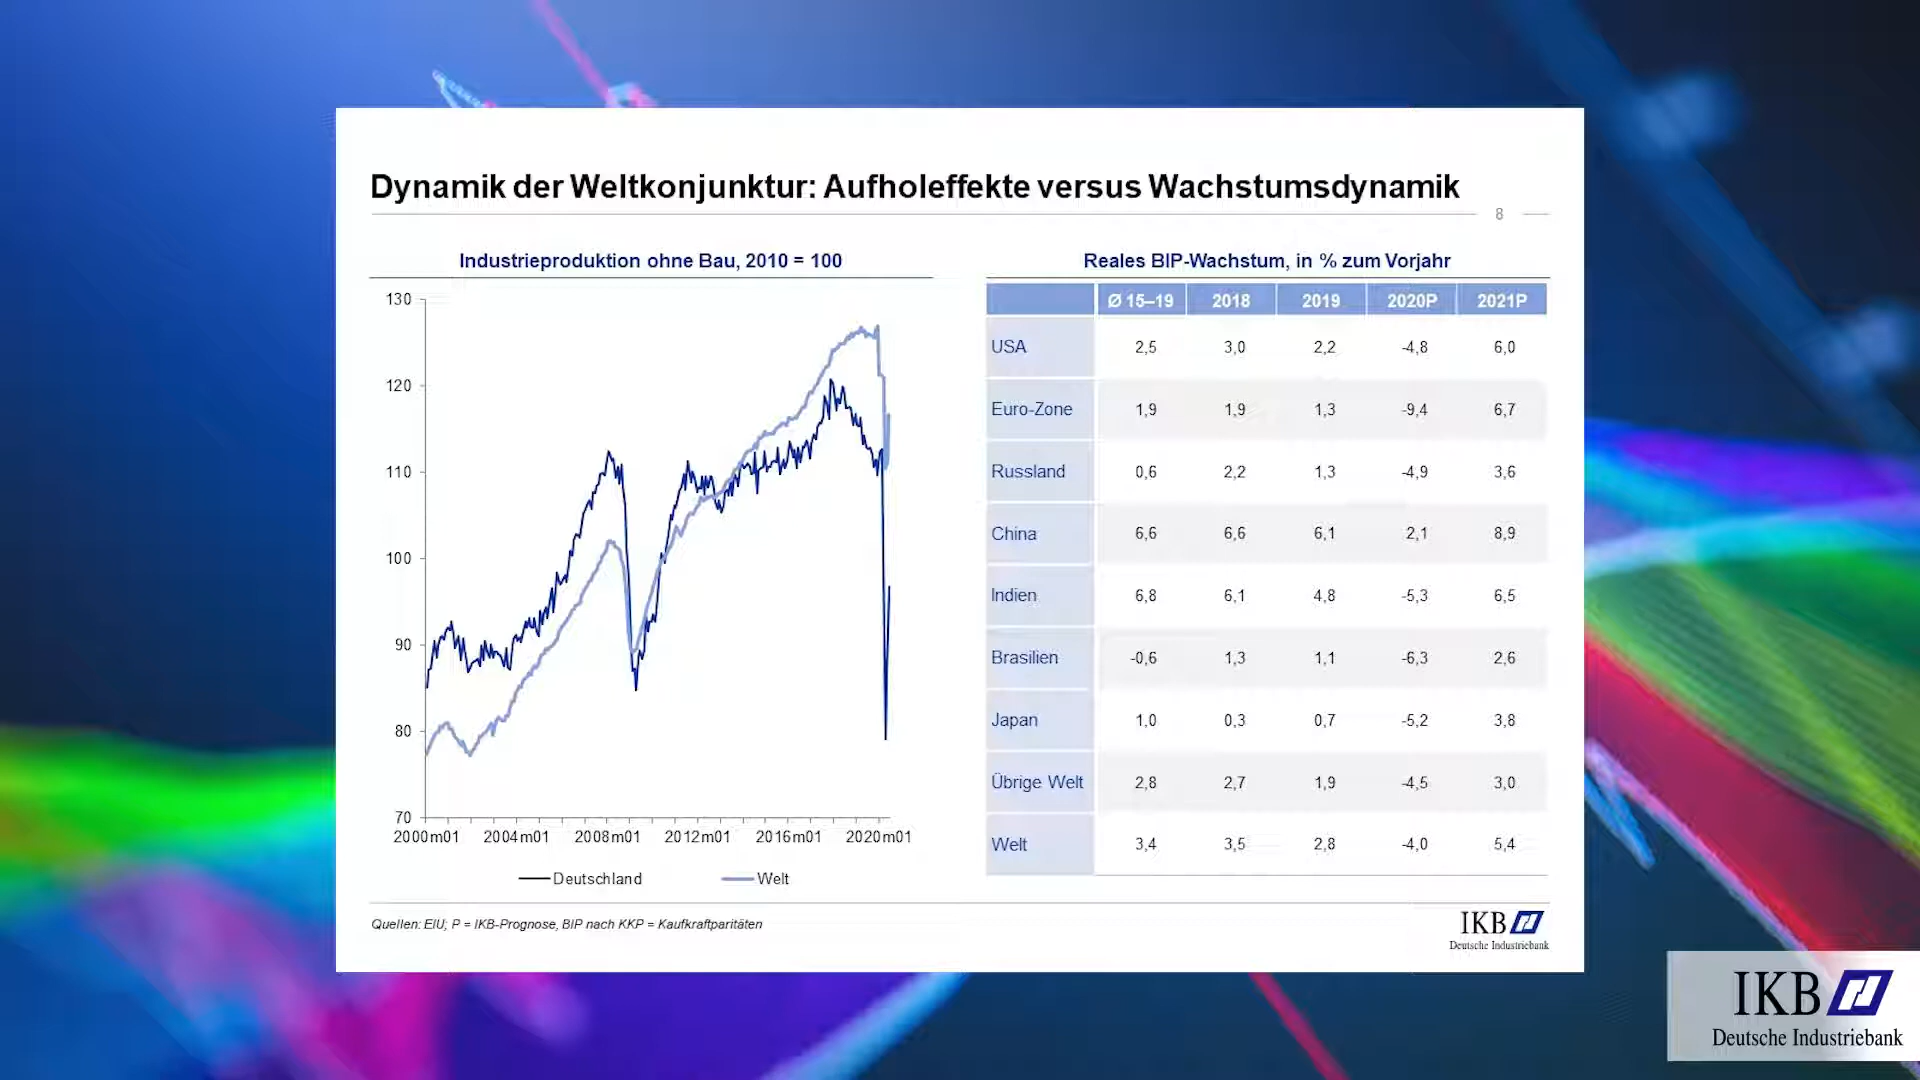 Dynamik der Weltkonjunktur: Aufholeffekte versus Wachstumsdynamik
8
Industrieproduktion ohne Bau, 2010 = 100
130
120
110
100
90
80
70
2000m01 2004m01 2008m01 2012m01 2016m01 2020m01
Deutschland Welt
Reales BIP-Wachstum, in % zum Vorjahr
Ø 15–19 2018 2019 2020P 2021P
USA 2,5 3,0 2,2 -4,8 6,0
Euro-Zone 1,9 1,9 1,3 -9,4 6,7
Russland 0,6 2,2 1,3 -4,9 3,6
China 6,6 6,6 6,1 2,1 8,9
Indien 6,8 6,1 4,8 -5,3 6,5
Brasilien -0,6 1,3 1,1 -6,3 2,6
Japan 1,0 0,3 0,7 -5,2 3,8
Übrige Welt 2,8 2,7 1,9 -4,5 3,0
Welt 3,4 3,5 2,8 -4,0 5,4
Quellen: EIU; P = IKB-Prognose, BIP nach KKP = Kaufkraftparitäten
IKB
Deutsche Industriebank
IKB
Deutsche Industriebank